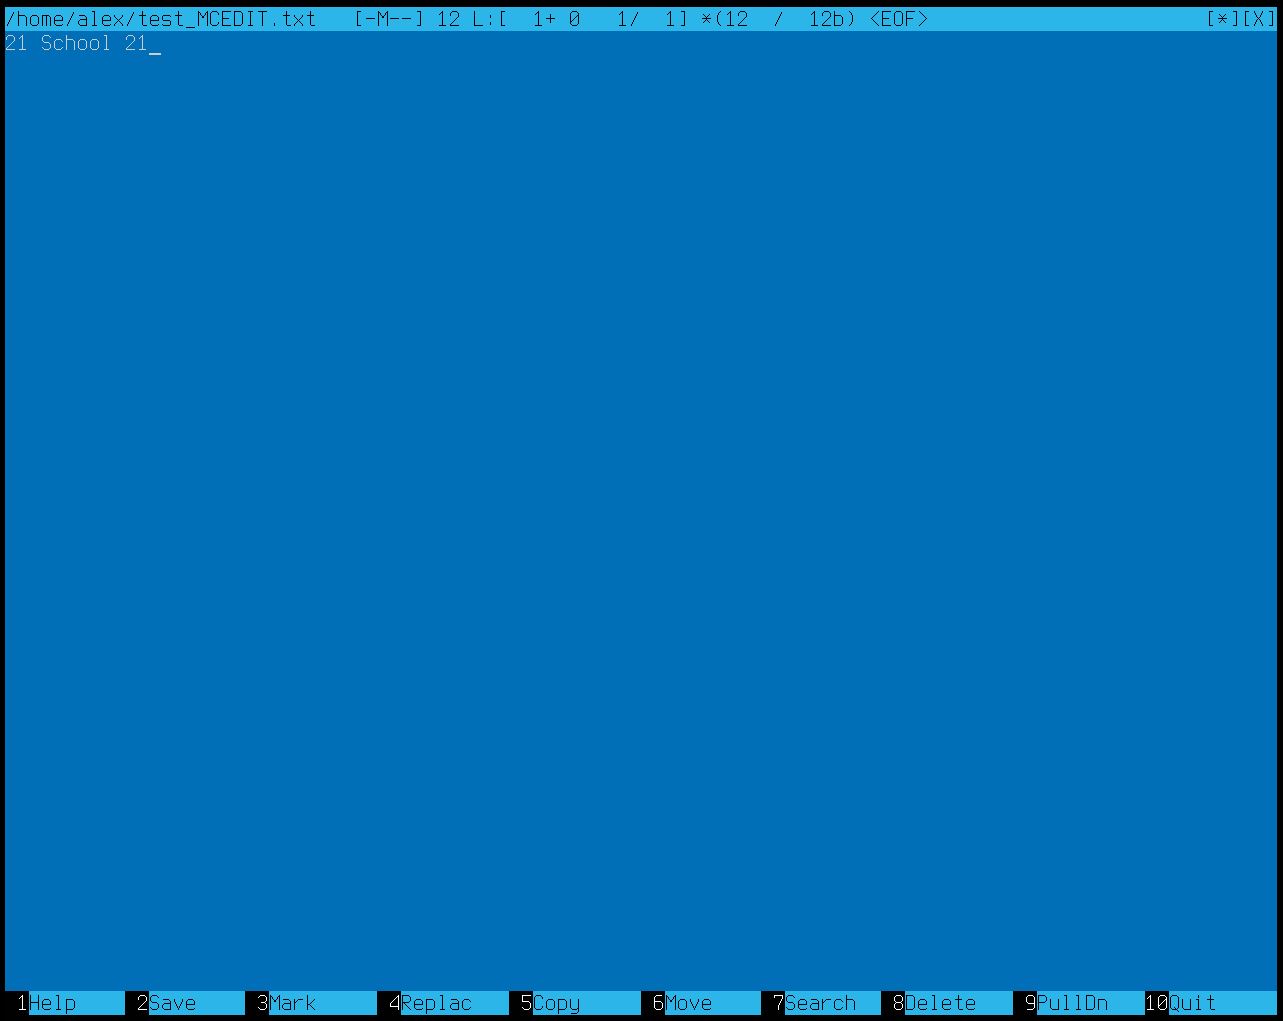 /home/alex/test_MCEDIT.txt   [-M--] 12 L:[  1+ 0   1/  1] *(12  /  12b) <EOF>   [*][X]
21 School 21_
1Help 2Save 3Mark 4Replac 5Copy 6Move 7Search 8Delete 9PullDn 10Quit